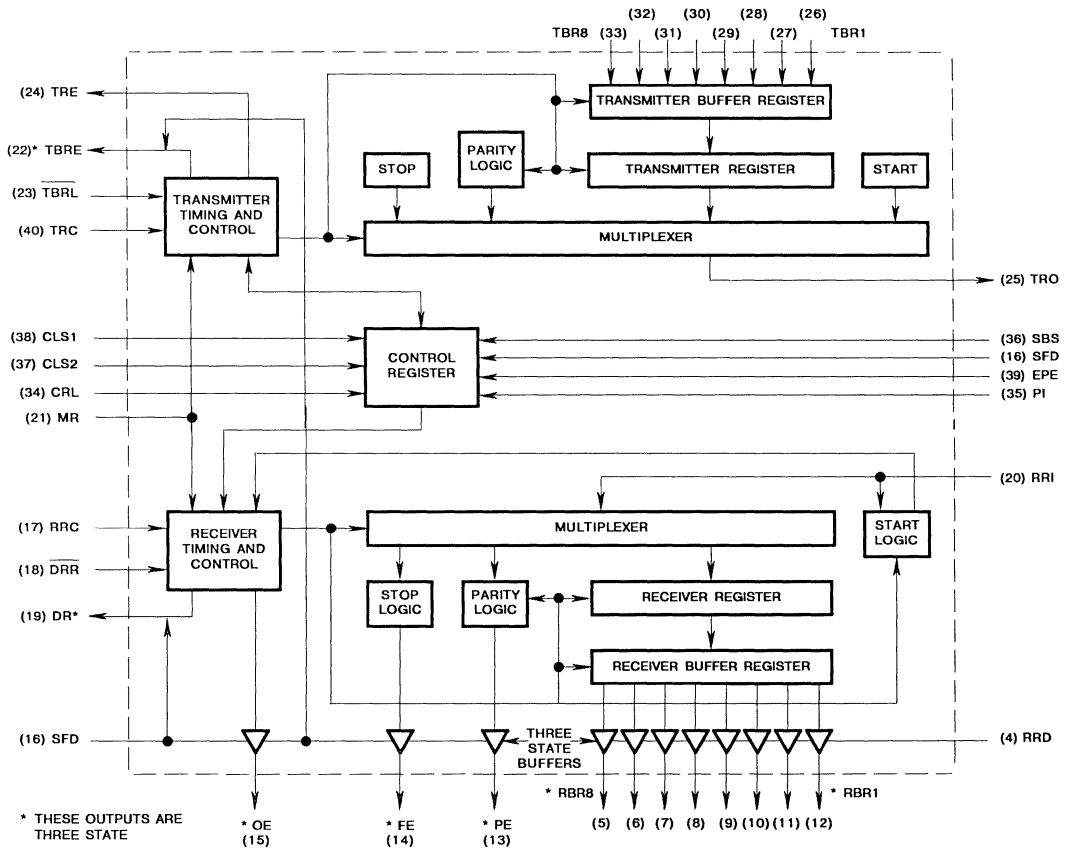 (32) (30) (28) (26)
TBR8 (33) (31) (29) (27) TBR1
(24) TRE
TRANSMITTER BUFFER REGISTER
(22)* TBRE
PARITY
LOGIC
STOP
TRANSMITTER REGISTER
START
(23) TBRL
TRANSMITTER
TIMING AND
CONTROL
(40) TRC
MULTIPLEXER
(25) TRO
(38) CLS1
(37) CLS2
(34) CRL
(21) MR
CONTROL
REGISTER
(36) SBS
(16) SFD
(39) EPE
(35) PI
(20) RRI
(17) RRC
(18) DRR
(19) DR*
RECEIVER
TIMING AND
CONTROL
MULTIPLEXER
START
LOGIC
STOP
LOGIC
PARITY
LOGIC
RECEIVER REGISTER
RECEIVER BUFFER REGISTER
(16) SFD
THREE
STATE
BUFFERS
(4) RRD
* RBR8
* RBR1
* THESE OUTPUTS ARE
THREE STATE
* OE
(15)
* FE
(14)
* PE
(13)
(5) (6) (7) (8) (9) (10) (11) (12)